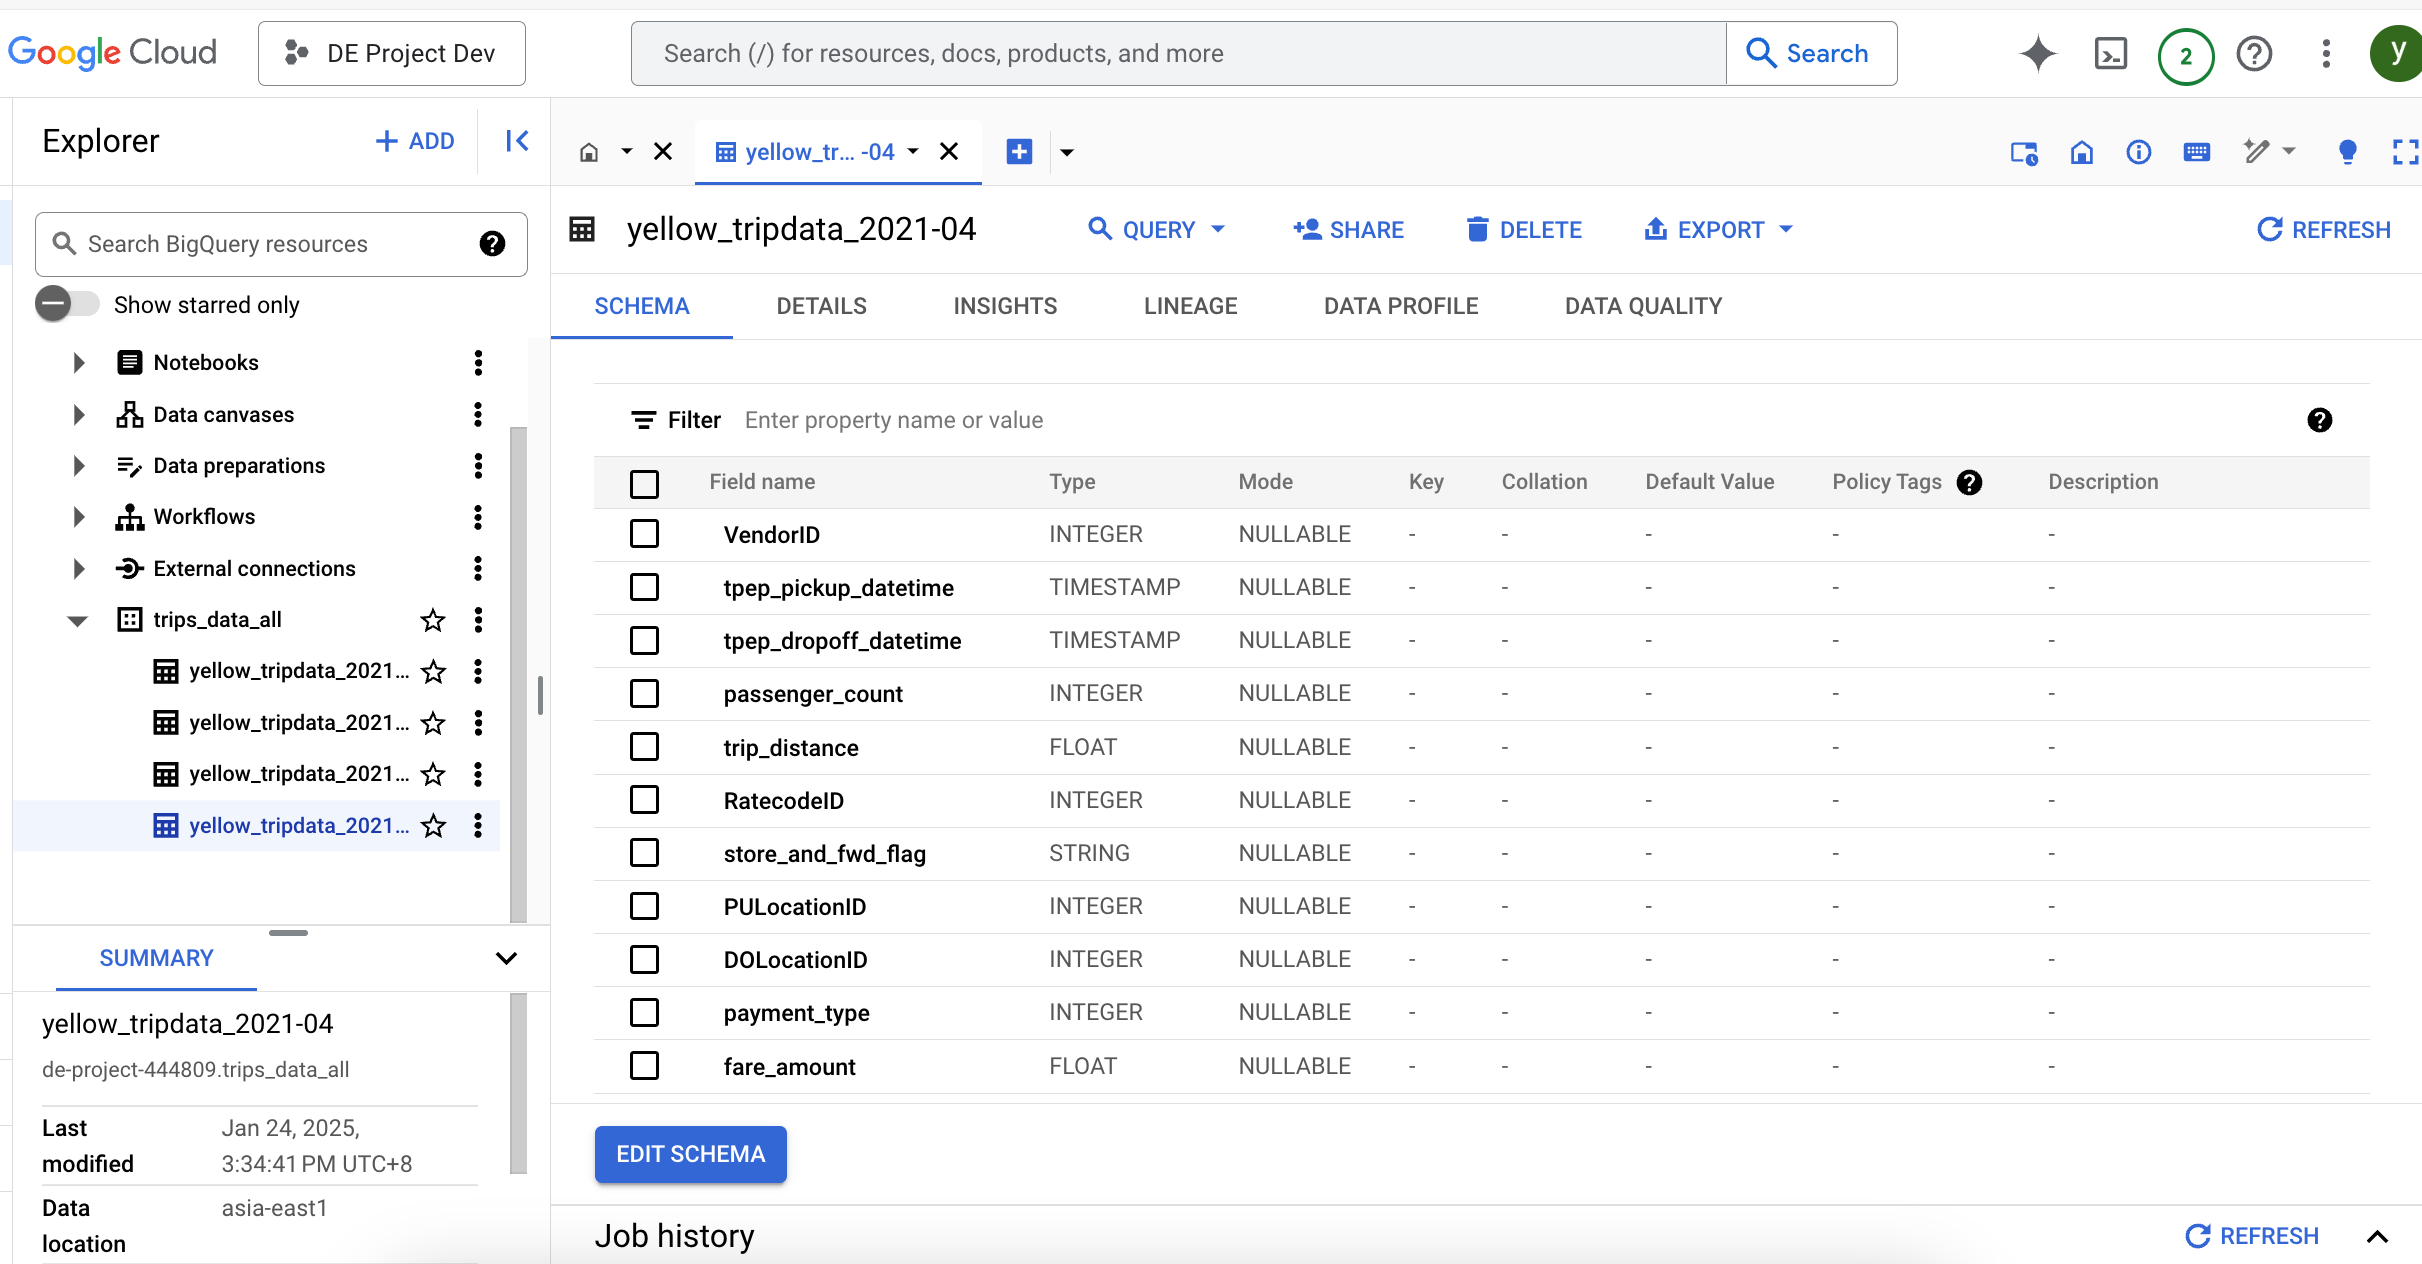 Google Cloud
DE Project Dev
Search (/) for resources, docs, products, and more
Search
2
y
Explorer
ADD
yellow_tr... -04
Search BigQuery resources
Show starred only
Notebooks
Data canvases
Data preparations
Workflows
External connections
trips_data_all
yellow_tripdata_2021...
yellow_tripdata_2021...
yellow_tripdata_2021...
yellow_tripdata_2021...
SUMMARY
yellow_tripdata_2021-04
de-project-444809.trips_data_all
Last modified Jan 24, 2025, 3:34:41 PM UTC+8
Data location asia-east1
yellow_tripdata_2021-04
QUERY
SHARE
DELETE
EXPORT
REFRESH
SCHEMA DETAILS INSIGHTS LINEAGE DATA PROFILE DATA QUALITY
Filter Enter property name or value
Field name Type Mode Key Collation Default Value Policy Tags Description
VendorID INTEGER NULLABLE - - - - -
tpep_pickup_datetime TIMESTAMP NULLABLE - - - - -
tpep_dropoff_datetime TIMESTAMP NULLABLE - - - - -
passenger_count INTEGER NULLABLE - - - - -
trip_distance FLOAT NULLABLE - - - - -
RatecodeID INTEGER NULLABLE - - - - -
store_and_fwd_flag STRING NULLABLE - - - - -
PULocationID INTEGER NULLABLE - - - - -
DOLocationID INTEGER NULLABLE - - - - -
payment_type INTEGER NULLABLE - - - - -
fare_amount FLOAT NULLABLE - - - - -
EDIT SCHEMA
Job history
REFRESH